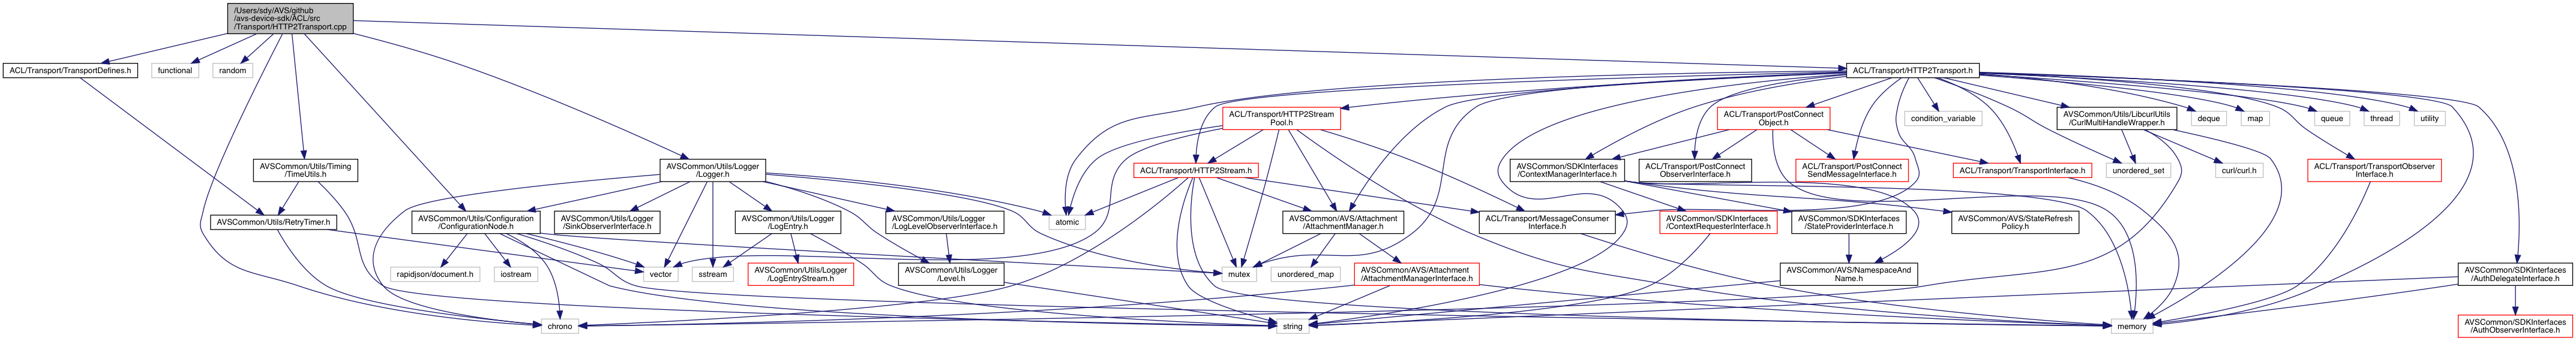 /Users/sdy/AVS/github
/avs-device-sdk/ACL/src
/Transport/HTTP2Transport.cpp
ACL/Transport/TransportDefines.h
functional
random
ACL/Transport/HTTP2Transport.h
ACL/Transport/HTTP2Stream
Pool.h
ACL/Transport/PostConnect
Object.h
condition_variable
AVSCommon/Utils/LibcurlUtils
/CurlMultiHandleWrapper.h
deque
map
queue
thread
utility
AVSCommon/Utils/Timing
/TimeUtils.h
AVSCommon/Utils/Logger
/Logger.h
ACL/Transport/HTTP2Stream.h
AVSCommon/SDKInterfaces
/ContextManagerInterface.h
ACL/Transport/PostConnect
ObserverInterface.h
ACL/Transport/PostConnect
SendMessageInterface.h
ACL/Transport/TransportInterface.h
unordered_set
curl/curl.h
ACL/Transport/TransportObserver
Interface.h
AVSCommon/Utils/RetryTimer.h
AVSCommon/Utils/Configuration
/ConfigurationNode.h
AVSCommon/Utils/Logger
/SinkObserverInterface.h
AVSCommon/Utils/Logger
/LogEntry.h
AVSCommon/Utils/Logger
/LogLevelObserverInterface.h
atomic
AVSCommon/AVS/Attachment
/AttachmentManager.h
ACL/Transport/MessageConsumer
Interface.h
AVSCommon/SDKInterfaces
/ContextRequesterInterface.h
AVSCommon/SDKInterfaces
/StateProviderInterface.h
AVSCommon/AVS/StateRefresh
Policy.h
rapidjson/document.h
iostream
vector
sstream
AVSCommon/Utils/Logger
/LogEntryStream.h
AVSCommon/Utils/Logger
/Level.h
mutex
unordered_map
AVSCommon/AVS/Attachment
/AttachmentManagerInterface.h
AVSCommon/AVS/NamespaceAnd
Name.h
AVSCommon/SDKInterfaces
/AuthDelegateInterface.h
chrono
string
memory
AVSCommon/SDKInterfaces
/AuthObserverInterface.h